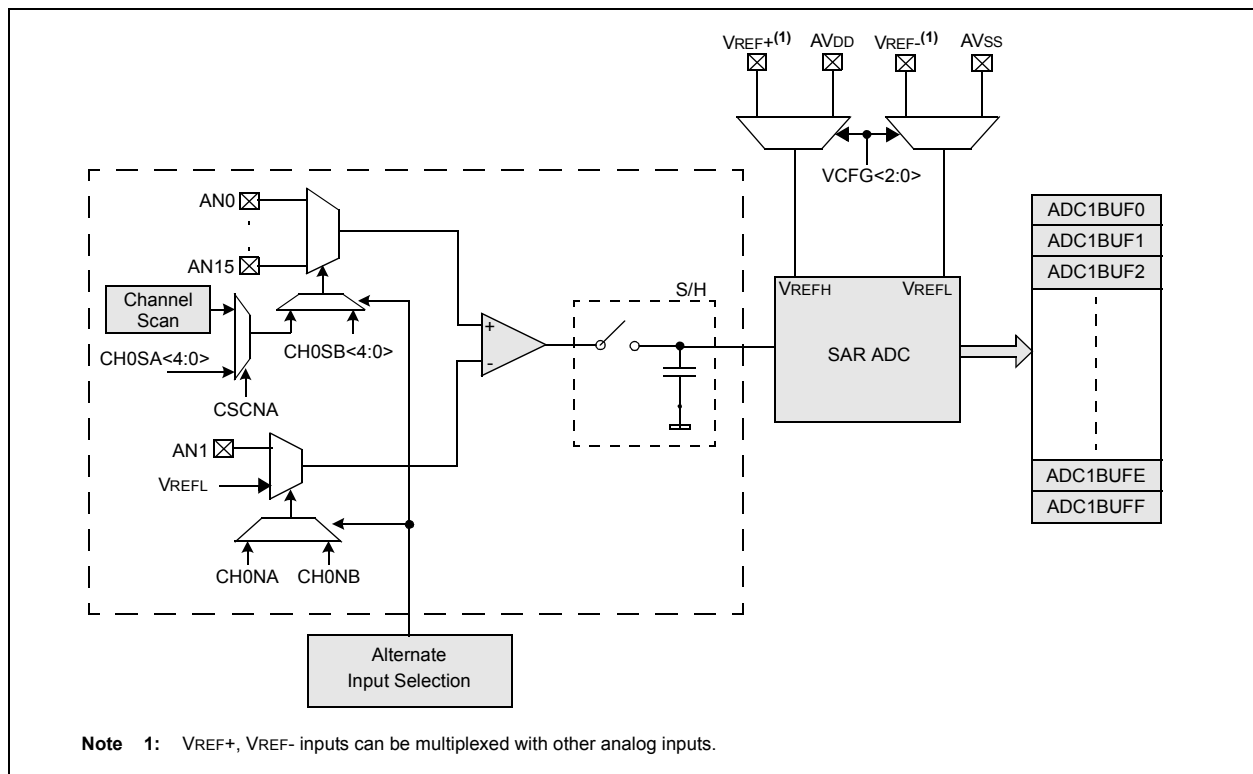 VREF+(1) AVDD VREF-(1) AVSS
VCFG<2:0>
AN0
AN15
Channel
Scan
CH0SA<4:0>
CH0SB<4:0>
CSCNA
AN1
VREFL
CH0NA CH0NB
+
-
S/H
VREFH VREFL
SAR ADC
ADC1BUF0
ADC1BUF1
ADC1BUF2
ADC1BUFE
ADC1BUFF
Alternate
Input Selection
Note 1: VREF+, VREF- inputs can be multiplexed with other analog inputs.